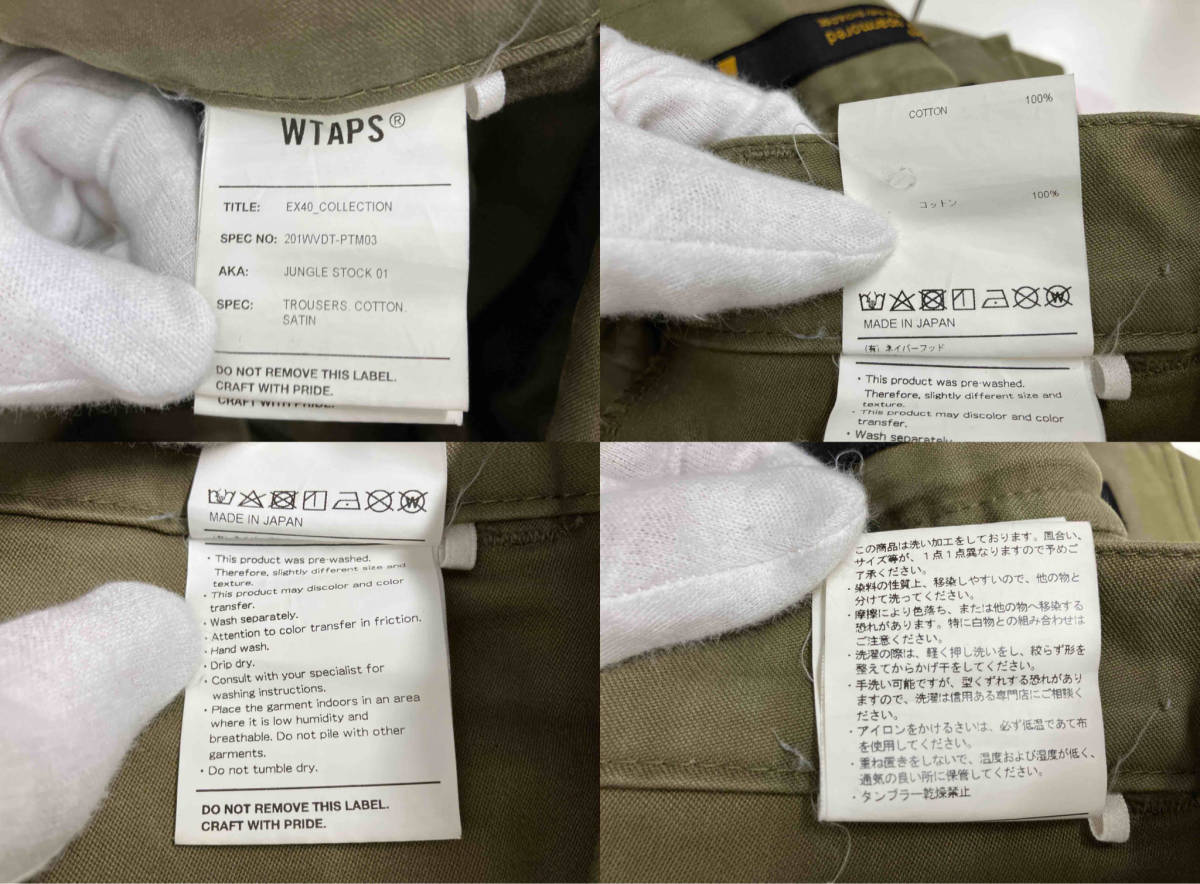 WTAPS®
TITLE: EX40_COLLECTION
SPEC NO: 201WVDT-PTM03
AKA: JUNGLE STOCK 01
SPEC: TROUSERS. COTTON.
SATIN
DO NOT REMOVE THIS LABEL.
CRAFT WITH PRIDE.
CRAFT WITH PRIDE.
COTTON 100%
コットン 100%
MADE IN JAPAN
(有) ネイバーフッド
・This product was pre-washed.
Therefore, slightly different size and
texture.
・This product may discolor and color
transfer.
・Wash separately.
MADE IN JAPAN
・This product was pre-washed.
Therefore, slightly different size and
texture.
・This product may discolor and color
transfer.
・Wash separately.
・Attention to color transfer in friction.
・Hand wash.
・Drip dry.
・Consult with your specialist for
washing instructions.
・Place the garment indoors in an area
where it is low humidity and
breathable. Do not pile with other
garments.
・Do not tumble dry.
DO NOT REMOVE THIS LABEL.
CRAFT WITH PRIDE.
この商品は洗い加工をしております。風合い、
サイズ等が、1点1点異なりますので予めご
了承ください。
・染料の性質上、移染しやすいので、他の物と
分けて洗ってください。
・摩擦により色落ち、または他の物へ移染する
恐れがあります。特に白物との組み合わせは
ご注意ください。
・洗濯の際は、軽く押し洗いをし、絞らず形を
整えてからかげ干をしてください。
・手洗い可能ですが、型くずれする恐れがあり
ますので、洗濯は信用ある専門店にご相談く
ださい。
・アイロンをかけるさいは、必ず低温であて布
を使用してください。
・重ね置きをしないで、温度および湿度が低く、
通気の良い所に保管してください。
・タンブラー乾燥禁止